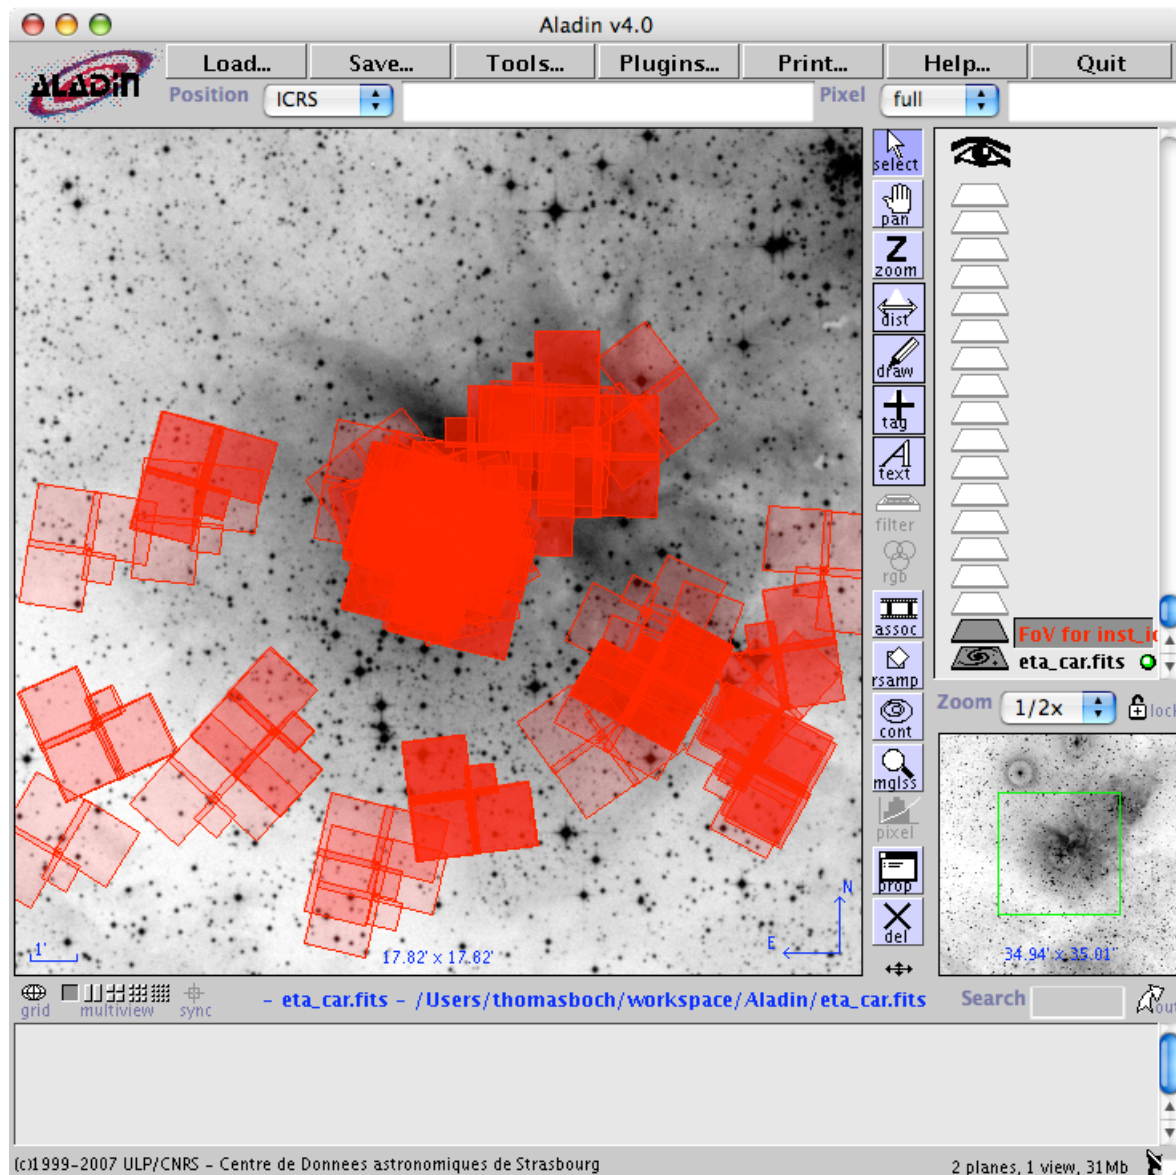 Aladin v4.0
ALADIN
Load... Save... Tools... Plugins... Print... Help... Quit
Position ICRS Pixel full
select
pan
Z
zoom
dist
draw
tag
A
text
filter
rgb
assoc
rsamp
cont
mglss
pixel
prop
del
FoV for inst_i
eta_car.fits
Zoom 1/2x lock
34.94' x 35.01'
N
E
1'
17.82' x 17.82'
grid multiview sync - eta_car.fits - /Users/thomasboch/workspace/Aladin/eta_car.fits Search out
(c)1999-2007 ULP/CNRS - Centre de Donnees astronomiques de Strasbourg 2 planes, 1 view, 31Mb